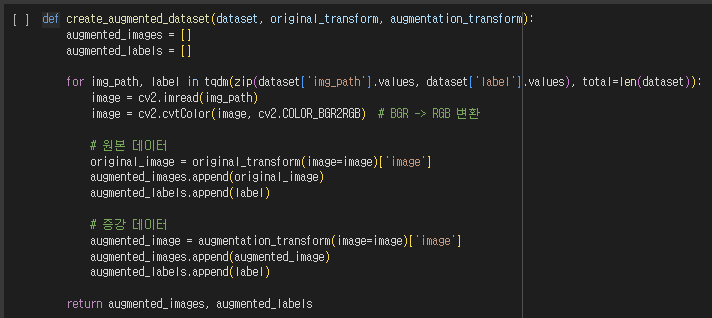 [ ] def create_augmented_dataset(dataset, original_transform, augmentation_transform):
    augmented_images = []
    augmented_labels = []

    for img_path, label in tqdm(zip(dataset['img_path'].values, dataset['label'].values), total=len(dataset)):
        image = cv2.imread(img_path)
        image = cv2.cvtColor(image, cv2.COLOR_BGR2RGB)  # BGR -> RGB 변환

        # 원본 데이터
        original_image = original_transform(image=image)['image']
        augmented_images.append(original_image)
        augmented_labels.append(label)

        # 증강 데이터
        augmented_image = augmentation_transform(image=image)['image']
        augmented_images.append(augmented_image)
        augmented_labels.append(label)

    return augmented_images, augmented_labels